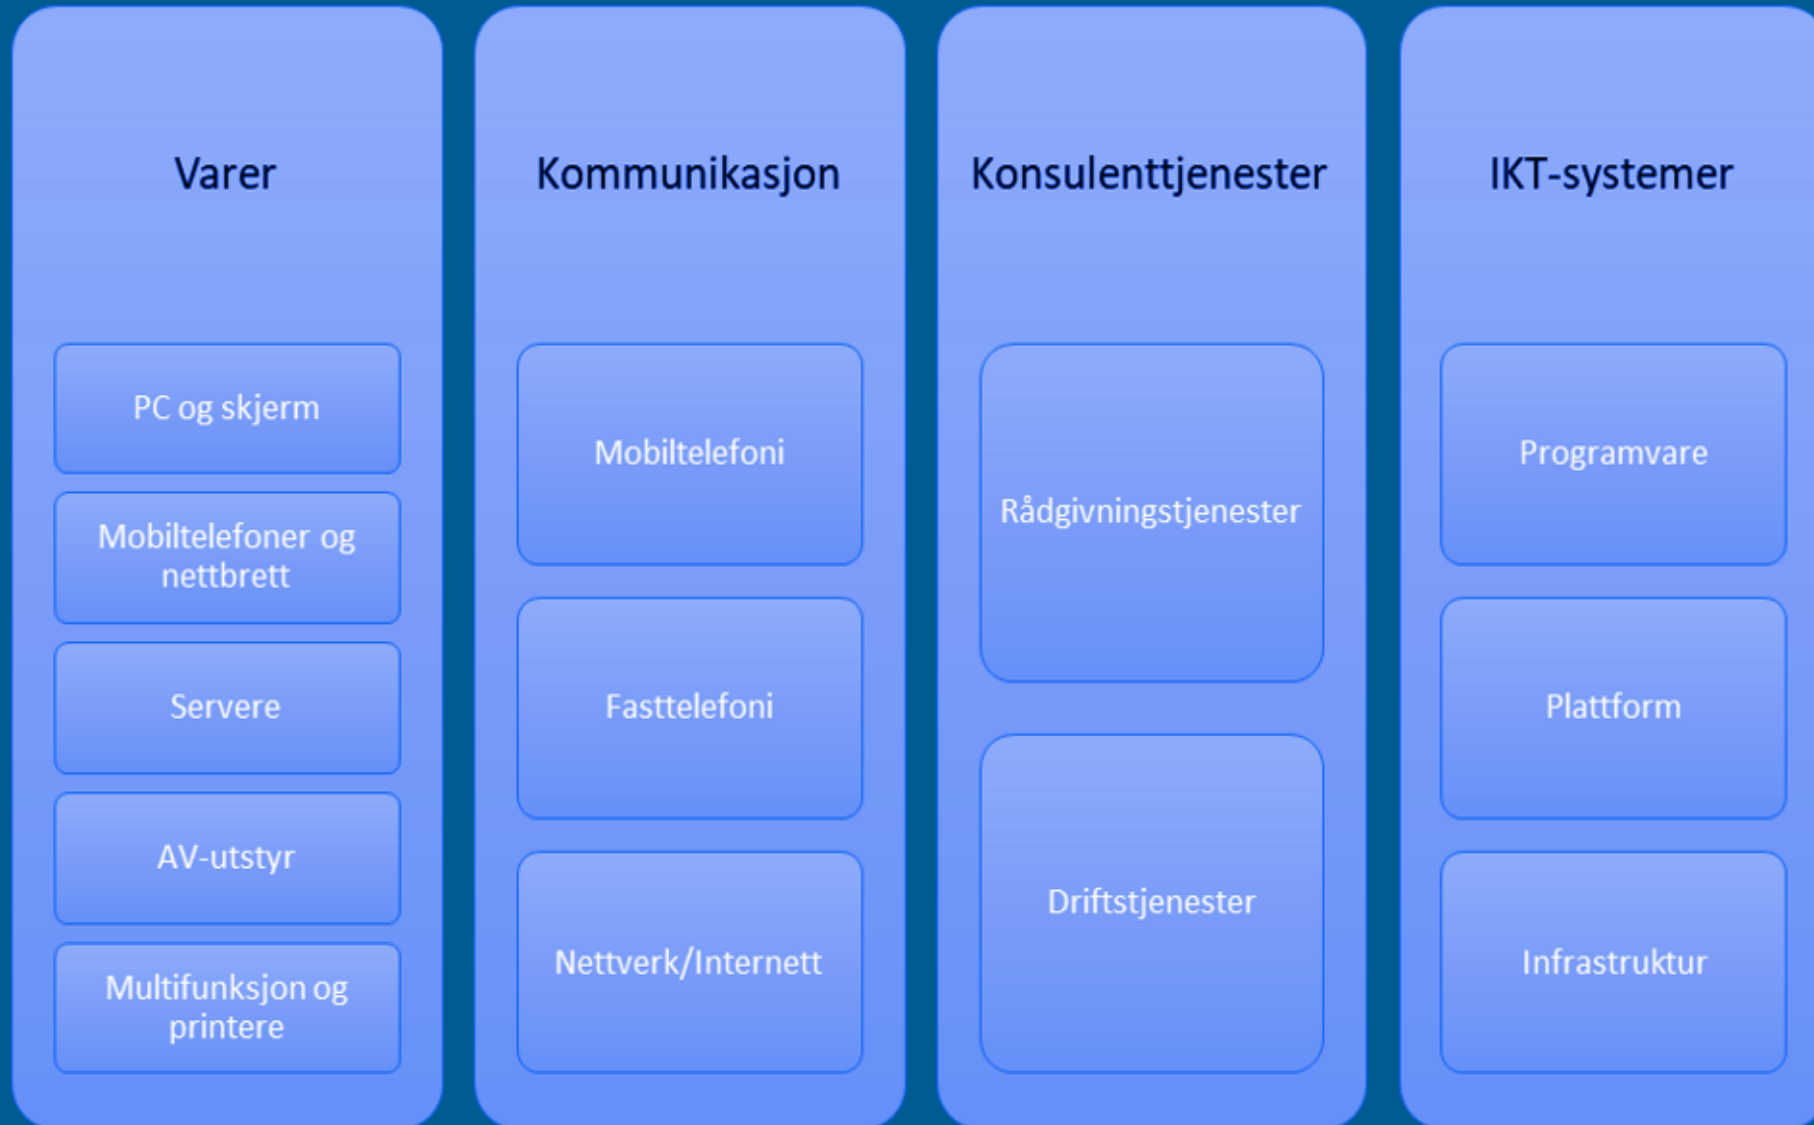 Varer
PC og skjerm
Mobiltelefoner og
nettbrett
Servere
AV-utstyr
Multifunksjon og
printere
Kommunikasjon
Mobiltelefoni
Fasttelefoni
Nettverk/Internett
Konsulenttjenester
Rådgivningstjenester
Driftstjenester
IKT-systemer
Programvare
Plattform
Infrastruktur